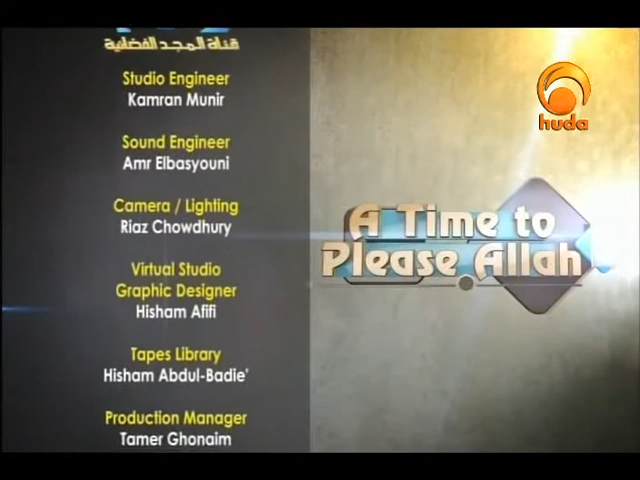 قناة المجد الفضائية
Studio Engineer
Kamran Munir
Sound Engineer
Amr Elbasyouni
Camera / Lighting
Riaz Chowdhury
Virtual Studio
Graphic Designer
Hisham Afifi
Tapes Library
Hisham Abdul-Badie'
Production Manager
Tamer Ghonaim
huda
A Time to
Please Allah